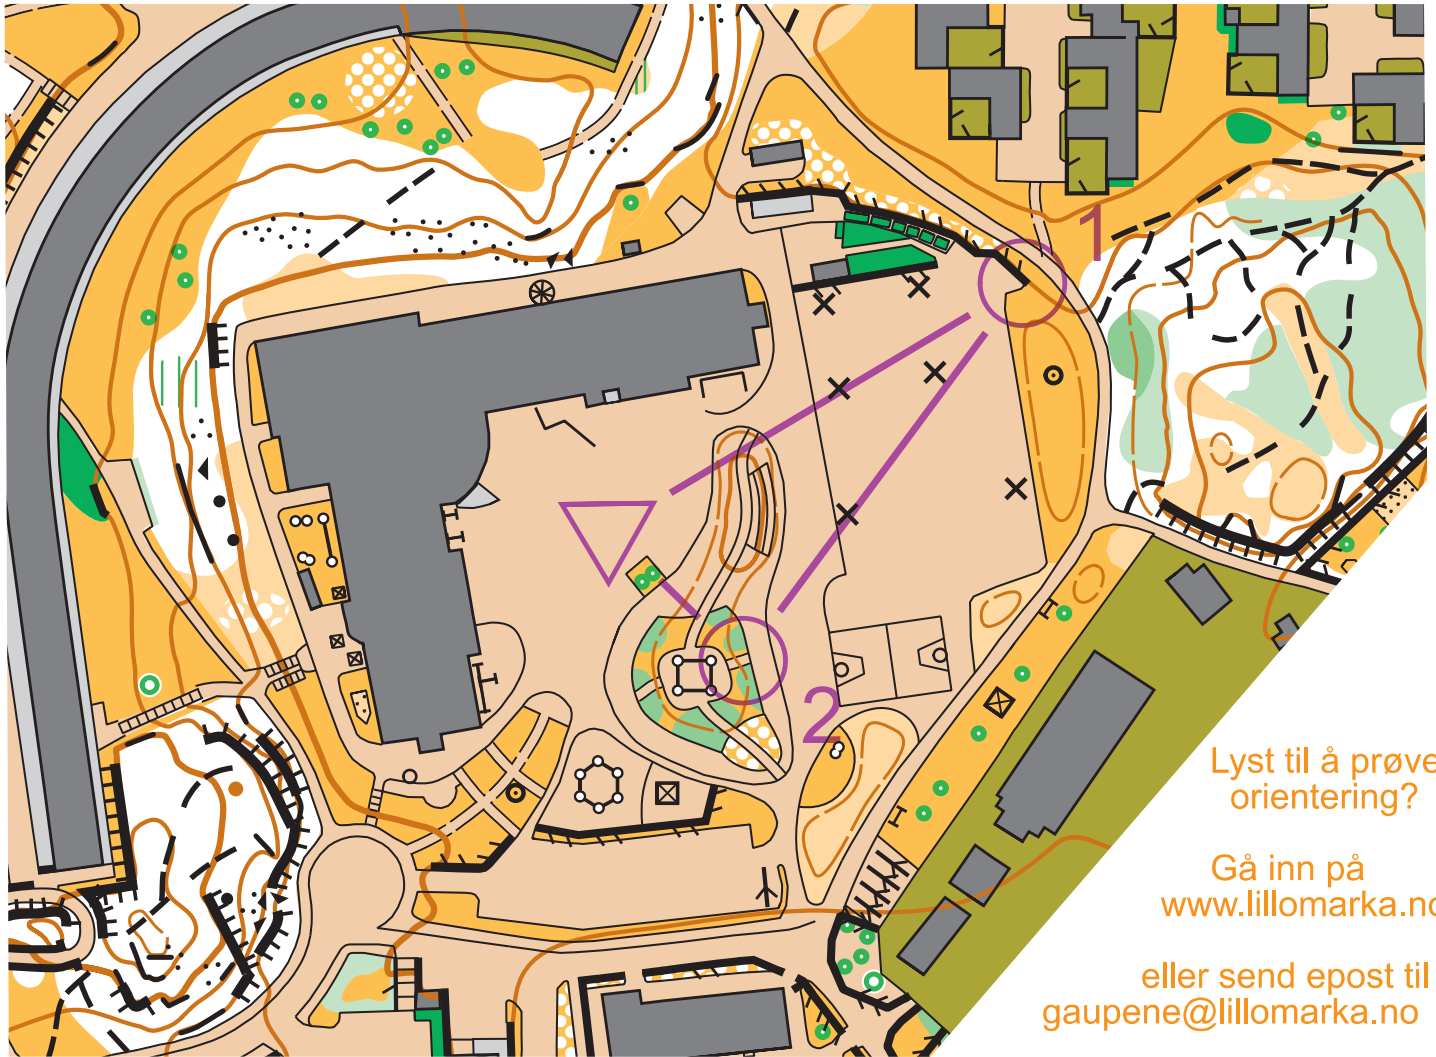 1
2
Lyst til å prøve
orientering?
Gå inn på
www.lillomarka.no
eller send epost til
gaupene@lillomarka.no